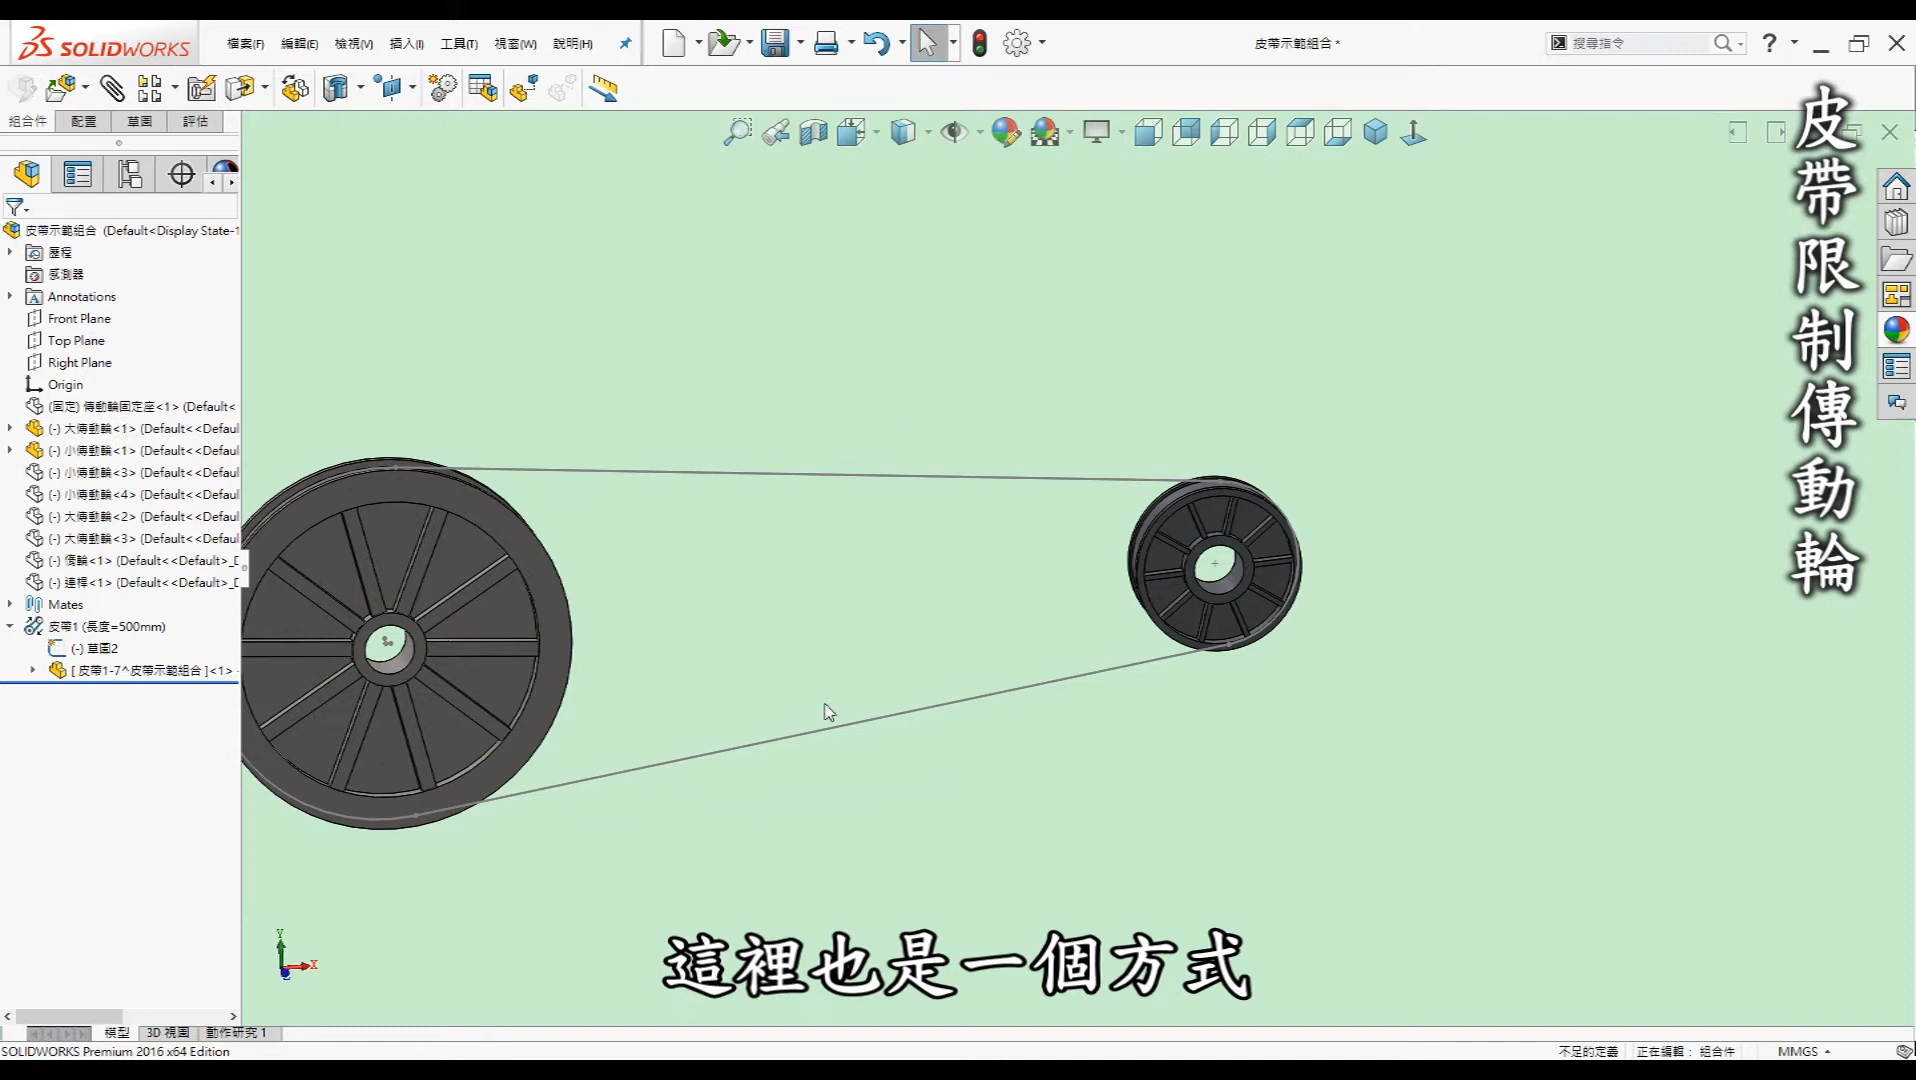 SOLIDWORKS
檔案(F)
編輯(E)
檢視(V)
插入(I)
工具(T)
視窗(W)
說明(H)
皮帶示範組合 *
搜尋指令
?
組合件
配置
草圖
評估
皮帶示範組合 (Default<Display State-1
歷程
感測器
Annotations
Front Plane
Top Plane
Right Plane
Origin
(固定) 傳動輪固定座<1> (Default<
(-) 大傳動輪<1> (Default<<Defaul
(-) 小傳動輪<1> (Default<<Defaul
(-) 小傳動輪<3> (Default<<Defaul
(-) 小傳動輪<4> (Default<<Defaul
(-) 大傳動輪<2> (Default<<Defaul
(-) 大傳動輪<3> (Default<<Defaul
(-) 惰輪<1> (Default<<Default>_D
(-) 連桿<1> (Default<<Default>_D
Mates
皮帶1 (長度=500mm)
(-) 草圖2
[ 皮帶1-7^皮帶示範組合 ]<1>
皮帶限制傳動輪
Y
X
這裡也是一個方式
模型
3D 視圖
動作研究 1
SOLIDWORKS Premium 2016 x64 Edition
不足的定義
正在編輯： 組合件
MMGS